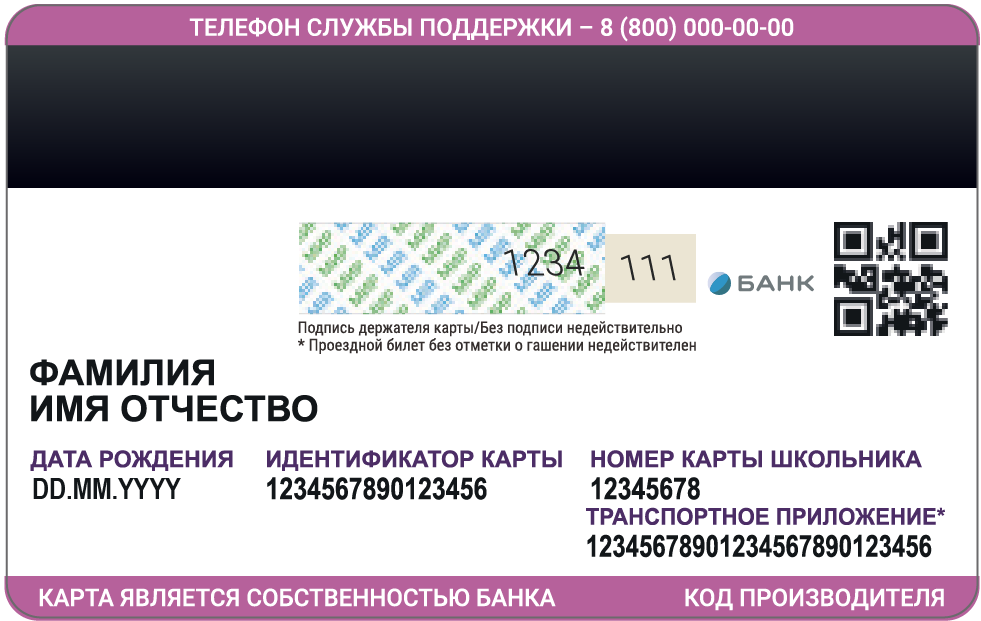 ТЕЛЕФОН СЛУЖБЫ ПОДДЕРЖКИ – 8 (800) 000-00-00
1234
111
БАНК
Подпись держателя карты/Без подписи недействительно
* Проездной билет без отметки о гашении недействителен
ФАМИЛИЯ
ИМЯ ОТЧЕСТВО
ДАТА РОЖДЕНИЯ
DD.MM.YYYY
ИДЕНТИФИКАТОР КАРТЫ
1234567890123456
НОМЕР КАРТЫ ШКОЛЬНИКА
12345678
ТРАНСПОРТНОЕ ПРИЛОЖЕНИЕ*
12345678901234567890123456
КАРТА ЯВЛЯЕТСЯ СОБСТВЕННОСТЬЮ БАНКА
КОД ПРОИЗВОДИТЕЛЯ